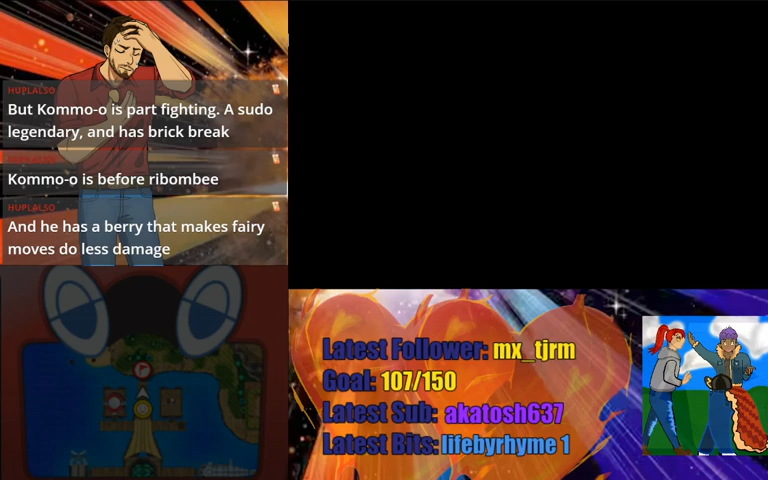 HUPLALSO
But Kommo-o is part fighting. A sudo
legendary, and has brick break
HUPLALSO
Kommo-o is before ribombee
HUPLALSO
And he has a berry that makes fairy
moves do less damage
Latest Follower: mx_tjrm
Goal: 107/150
Latest Sub: akatosh637
Latest Bits: lifebyrhyme 1